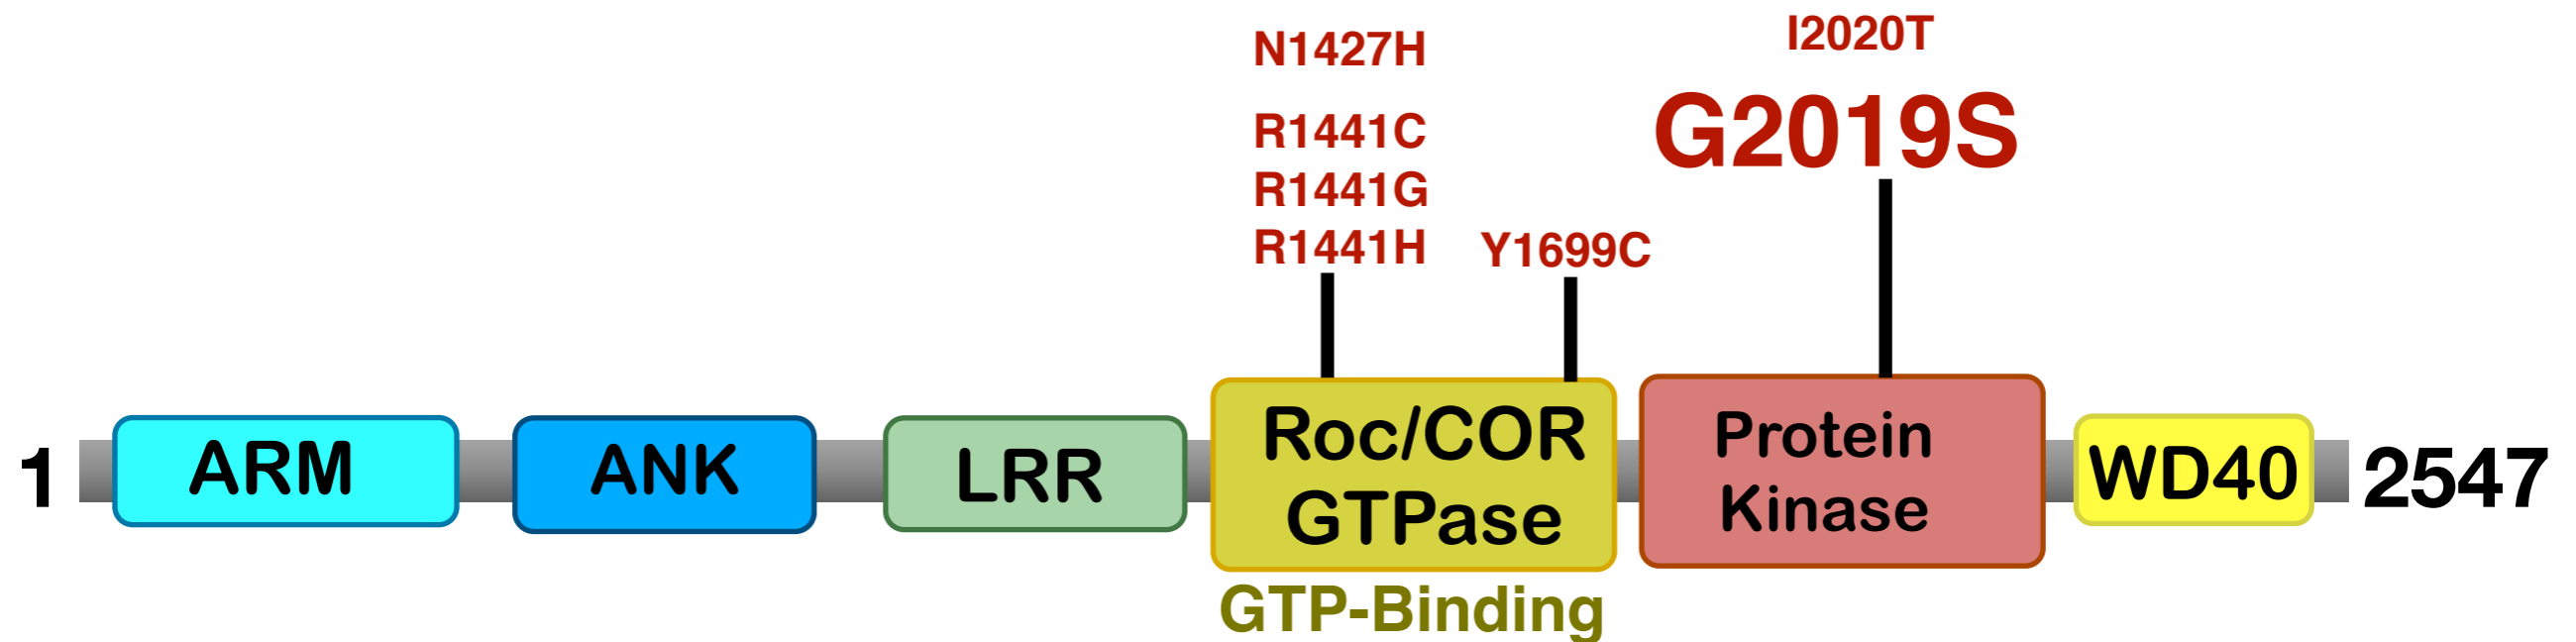 N1427H
R1441C
R1441G
R1441H
Y1699C
I2020T
G2019S
1
ARM
ANK
LRR
Roc/COR
GTPase
Protein
Kinase
WD40
2547
GTP-Binding